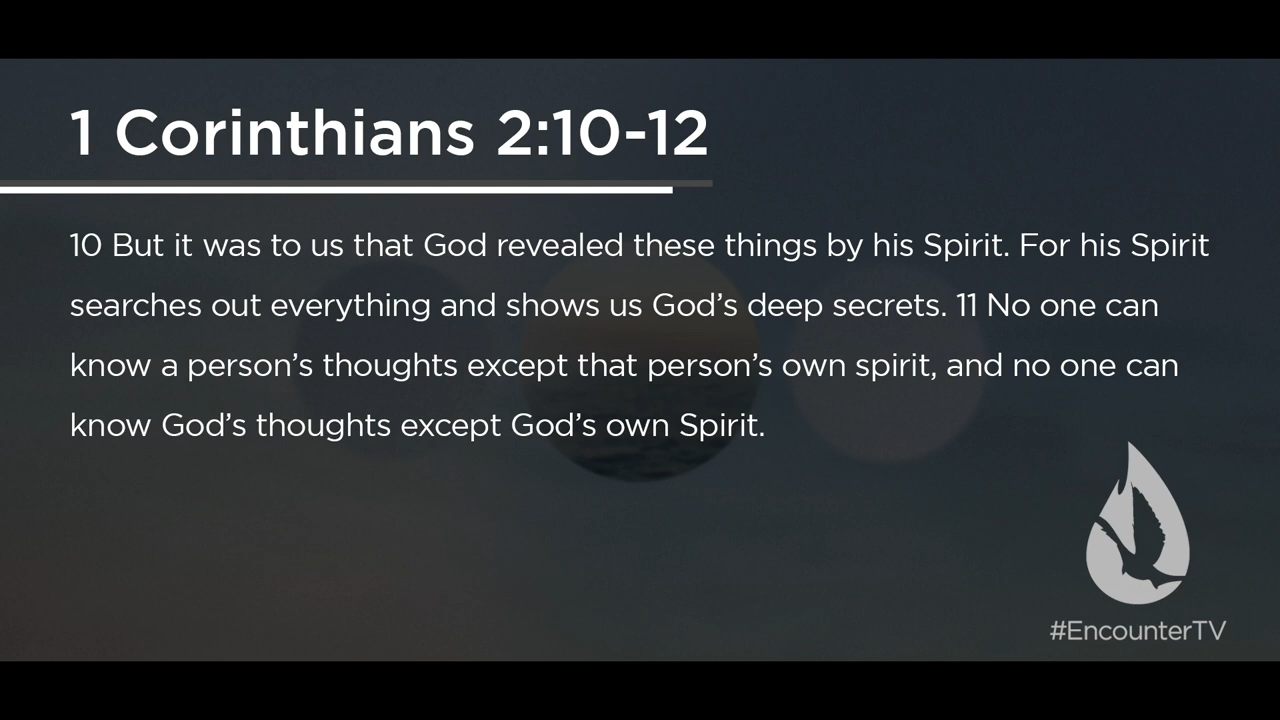 1 Corinthians 2:10-12
10 But it was to us that God revealed these things by his Spirit. For his Spirit
searches out everything and shows us God’s deep secrets. 11 No one can
know a person’s thoughts except that person’s own spirit, and no one can
know God’s thoughts except God’s own Spirit.
#EncounterTV